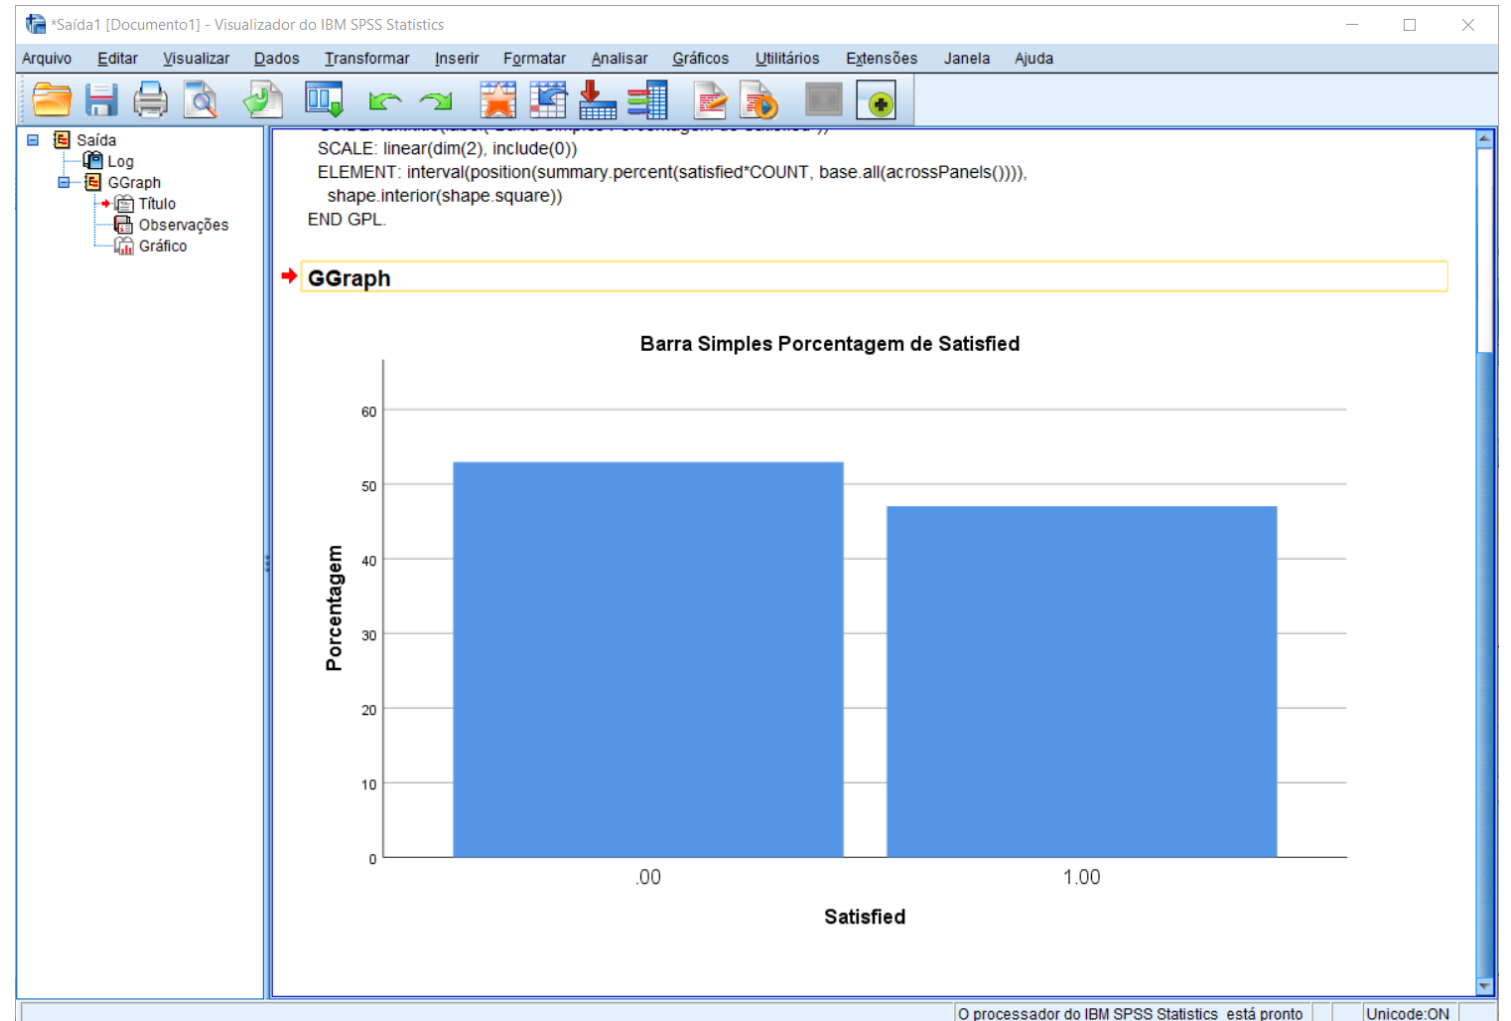 *Saída1 [Documento1] - Visualizador do IBM SPSS Statistics
Arquivo Editar Visualizar Dados Transformar Inserir Formatar Analisar Gráficos Utilitários Extensões Janela Ajuda
Saída
Log
GGraph
Título
Observações
Gráfico
SCALE: linear(dim(2), include(0))
ELEMENT: interval(position(summary.percent(satisfied*COUNT, base.all(acrossPanels()))),
shape.interior(shape.square))
END GPL.
GGraph
Barra Simples Porcentagem de Satisfied
60
50
40
30
20
10
0
Porcentagem
.00 1.00
Satisfied
O processador do IBM SPSS Statistics está pronto Unicode:ON